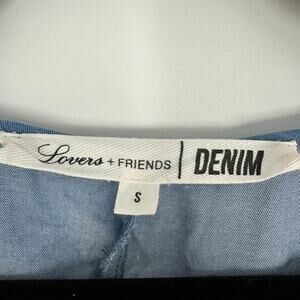 Lovers + FRIENDS | DENIM
S